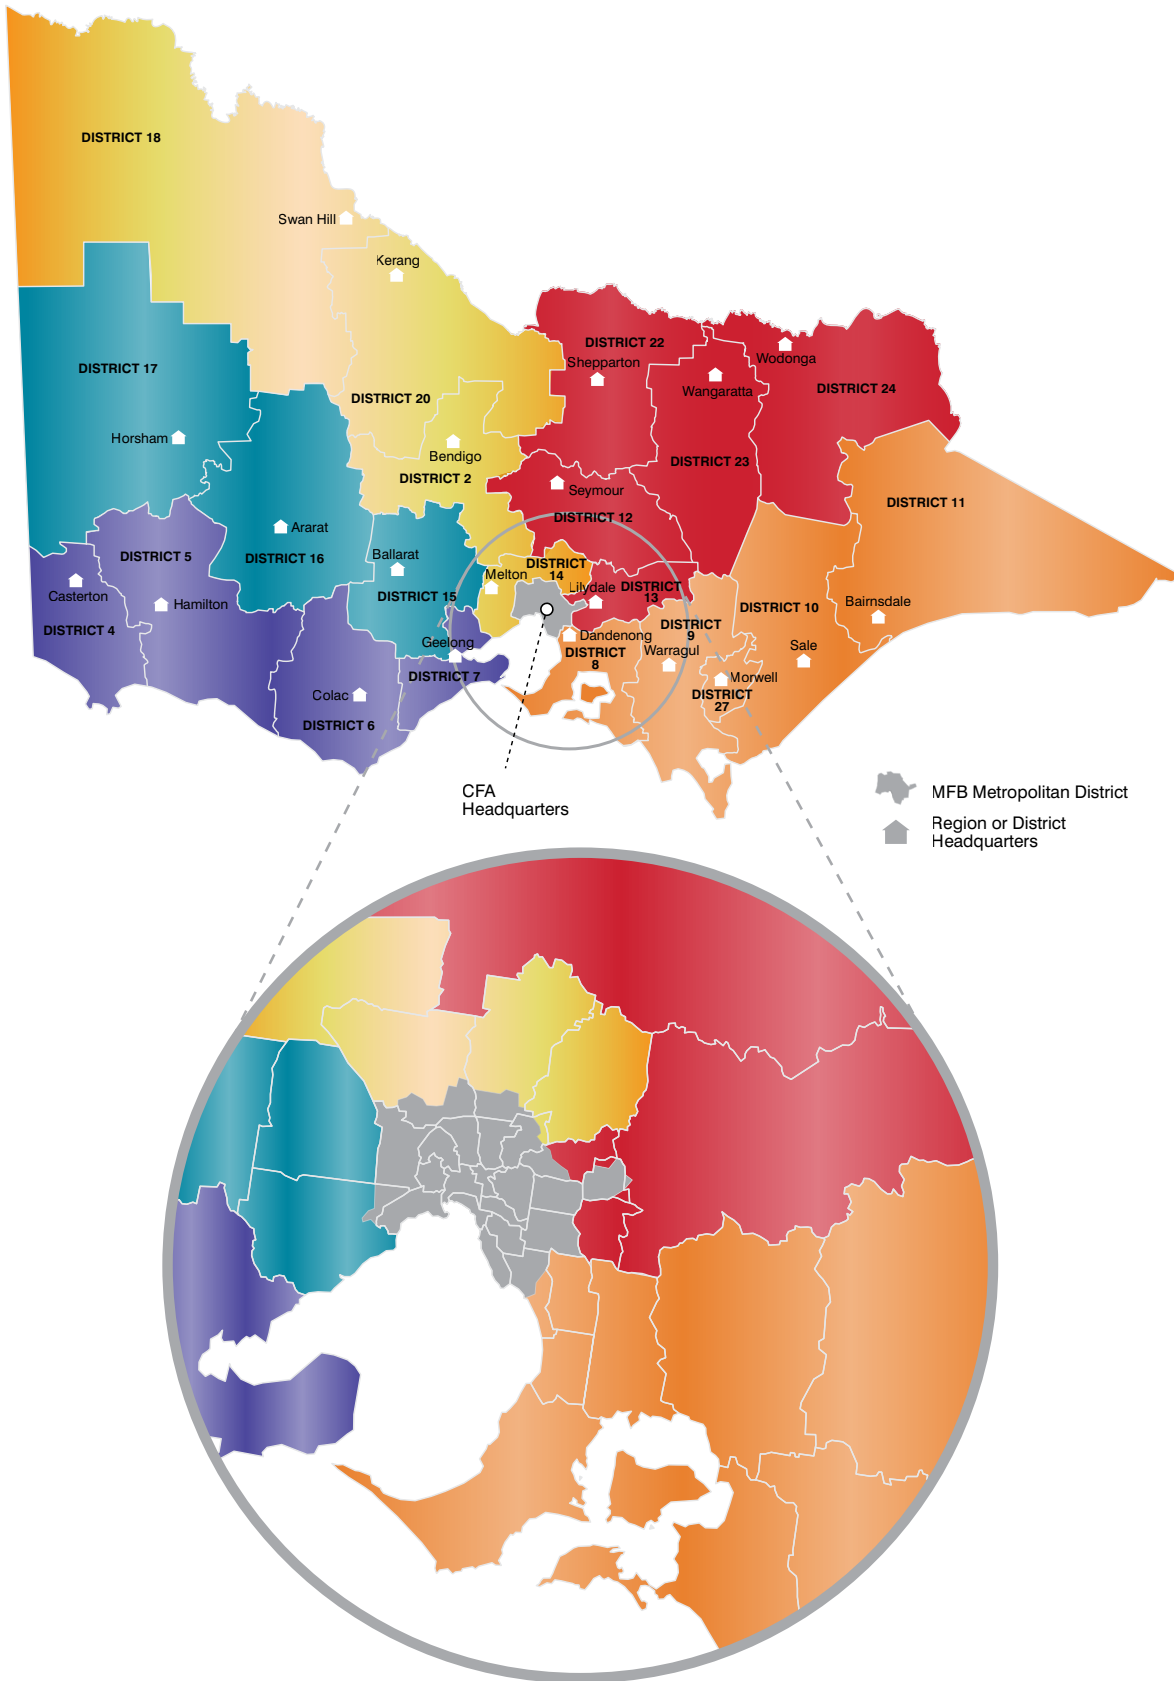 DISTRICT 18
Swan Hill
Kerang
DISTRICT 22
Shepparton
Wodonga
DISTRICT 17
Wangaratta
DISTRICT 24
DISTRICT 20
Horsham
Bendigo
DISTRICT 23
DISTRICT 2
Seymour
DISTRICT 11
DISTRICT 12
Ararat
DISTRICT 5
DISTRICT 16
Ballarat
DISTRICT
14
Melton
Lilydale
DISTRICT
13
Casterton
Hamilton
DISTRICT 15
DISTRICT 10
Bairnsdale
DISTRICT 4
Geelong
Dandenong
DISTRICT
9
DISTRICT
8
Warragul
Sale
DISTRICT 7
Morwell
DISTRICT
27
Colac
DISTRICT 6
CFA
Headquarters
MFB Metropolitan District
Region or District
Headquarters